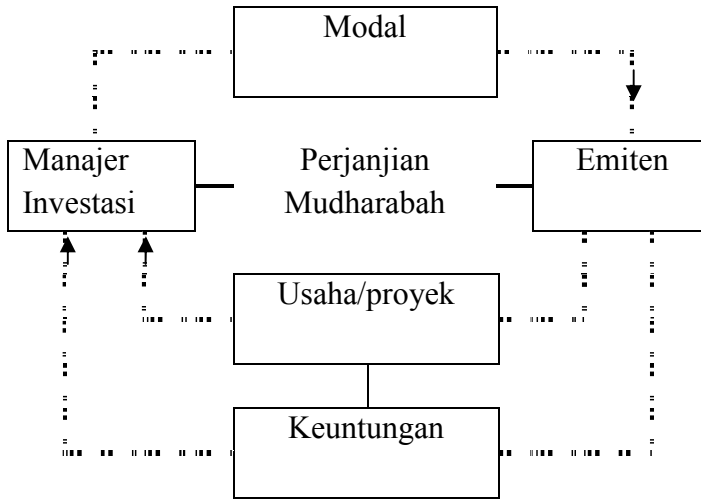 Modal
Manajer
Investasi
Perjanjian
Mudharabah
Emiten
Usaha/proyek
Keuntungan